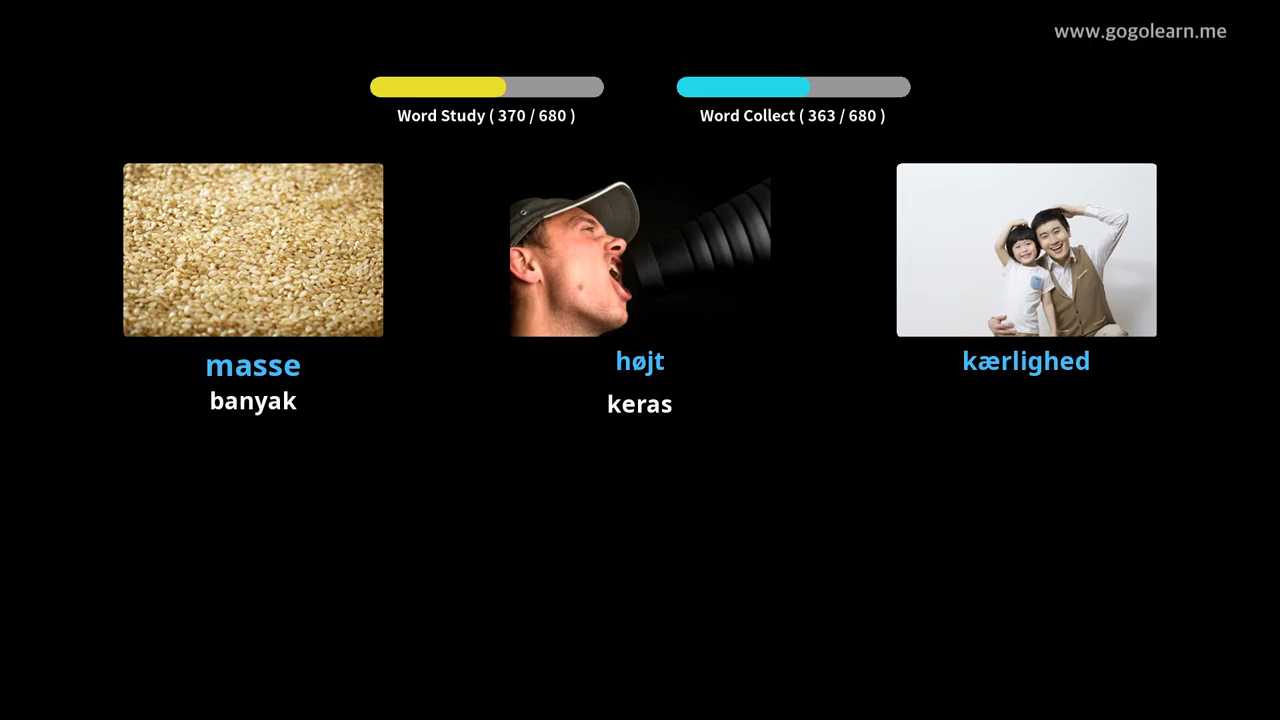 www.gogolearn.me
Word Study ( 370 / 680 )
Word Collect ( 363 / 680 )
masse
banyak
højt
keras
kærlighed